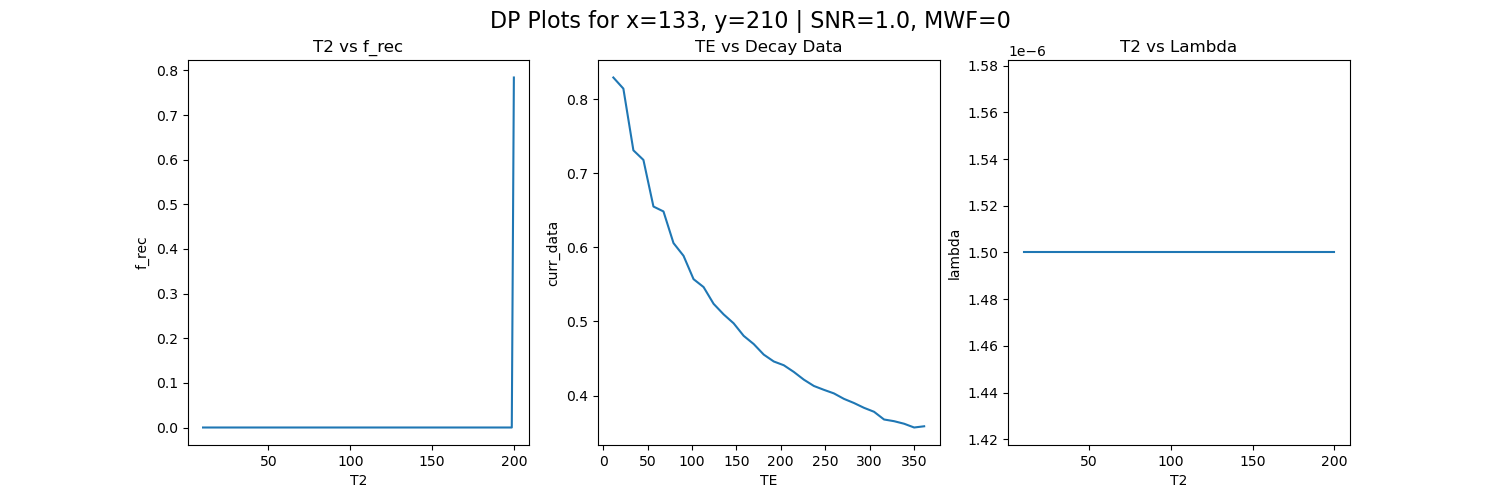 DP Plots for x=133, y=210 | SNR=1.0, MWF=0
T2 vs f_rec
0.8
0.7
0.6
0.5
0.4
0.3
0.2
0.1
0.0
f_rec
50 100 150 200
T2
TE vs Decay Data
0.8
0.7
0.6
0.5
0.4
curr_data
0 50 100 150 200 250 300 350
TE
T2 vs Lambda
1e−6
1.58
1.56
1.54
1.52
1.50
1.48
1.46
1.44
1.42
lambda
50 100 150 200
T2